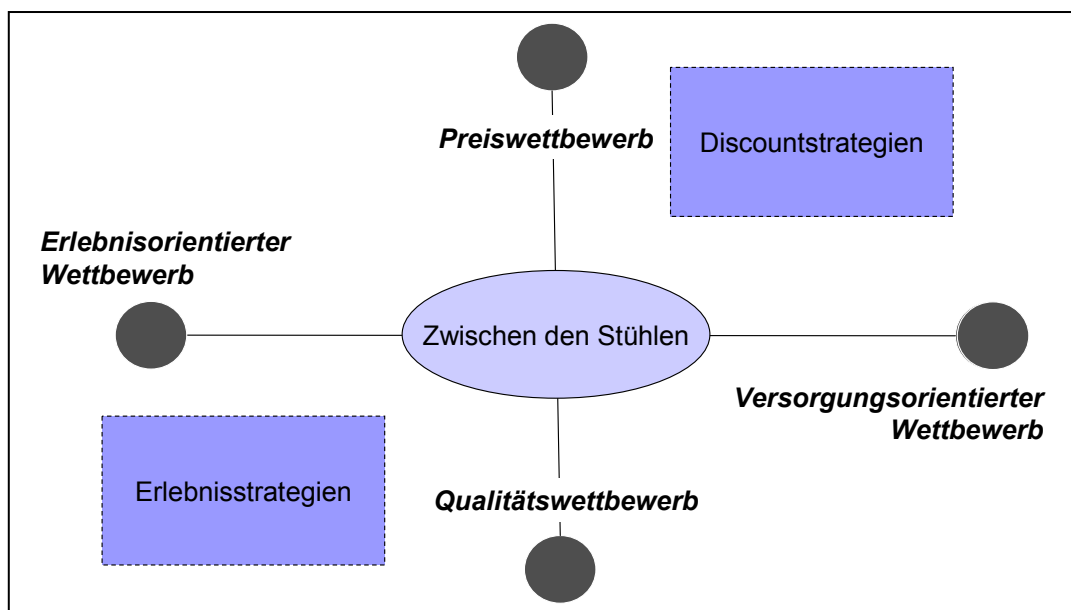 Preiswettbewerb
Discountstrategien
Erlebnisorientierter
Wettbewerb
Zwischen den Stühlen
Versorgungsorientierter
Wettbewerb
Erlebnisstrategien
Qualitätswettbewerb